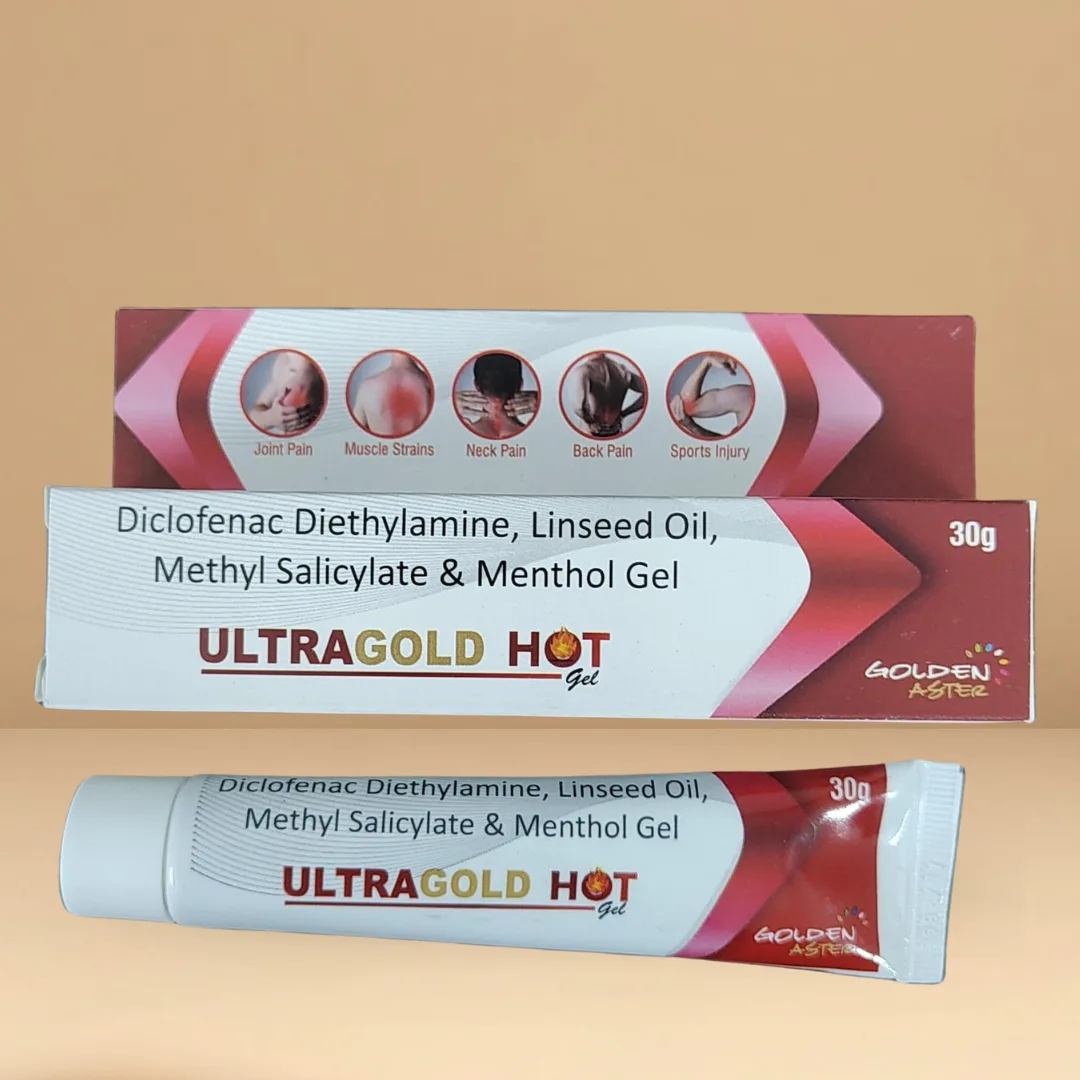 Joint Pain
Muscle Strains
Neck Pain
Back Pain
Sports Injury
Diclofenac Diethylamine, Linseed Oil,
Methyl Salicylate & Menthol Gel
30g
ULTRAGOLD HOT
Gel
GOLDEN
ASTER
Diclofenac Diethylamine, Linseed Oil,
Methyl Salicylate & Menthol Gel
30g
ULTRAGOLD HOT
Gel
GOLDEN
ASTER